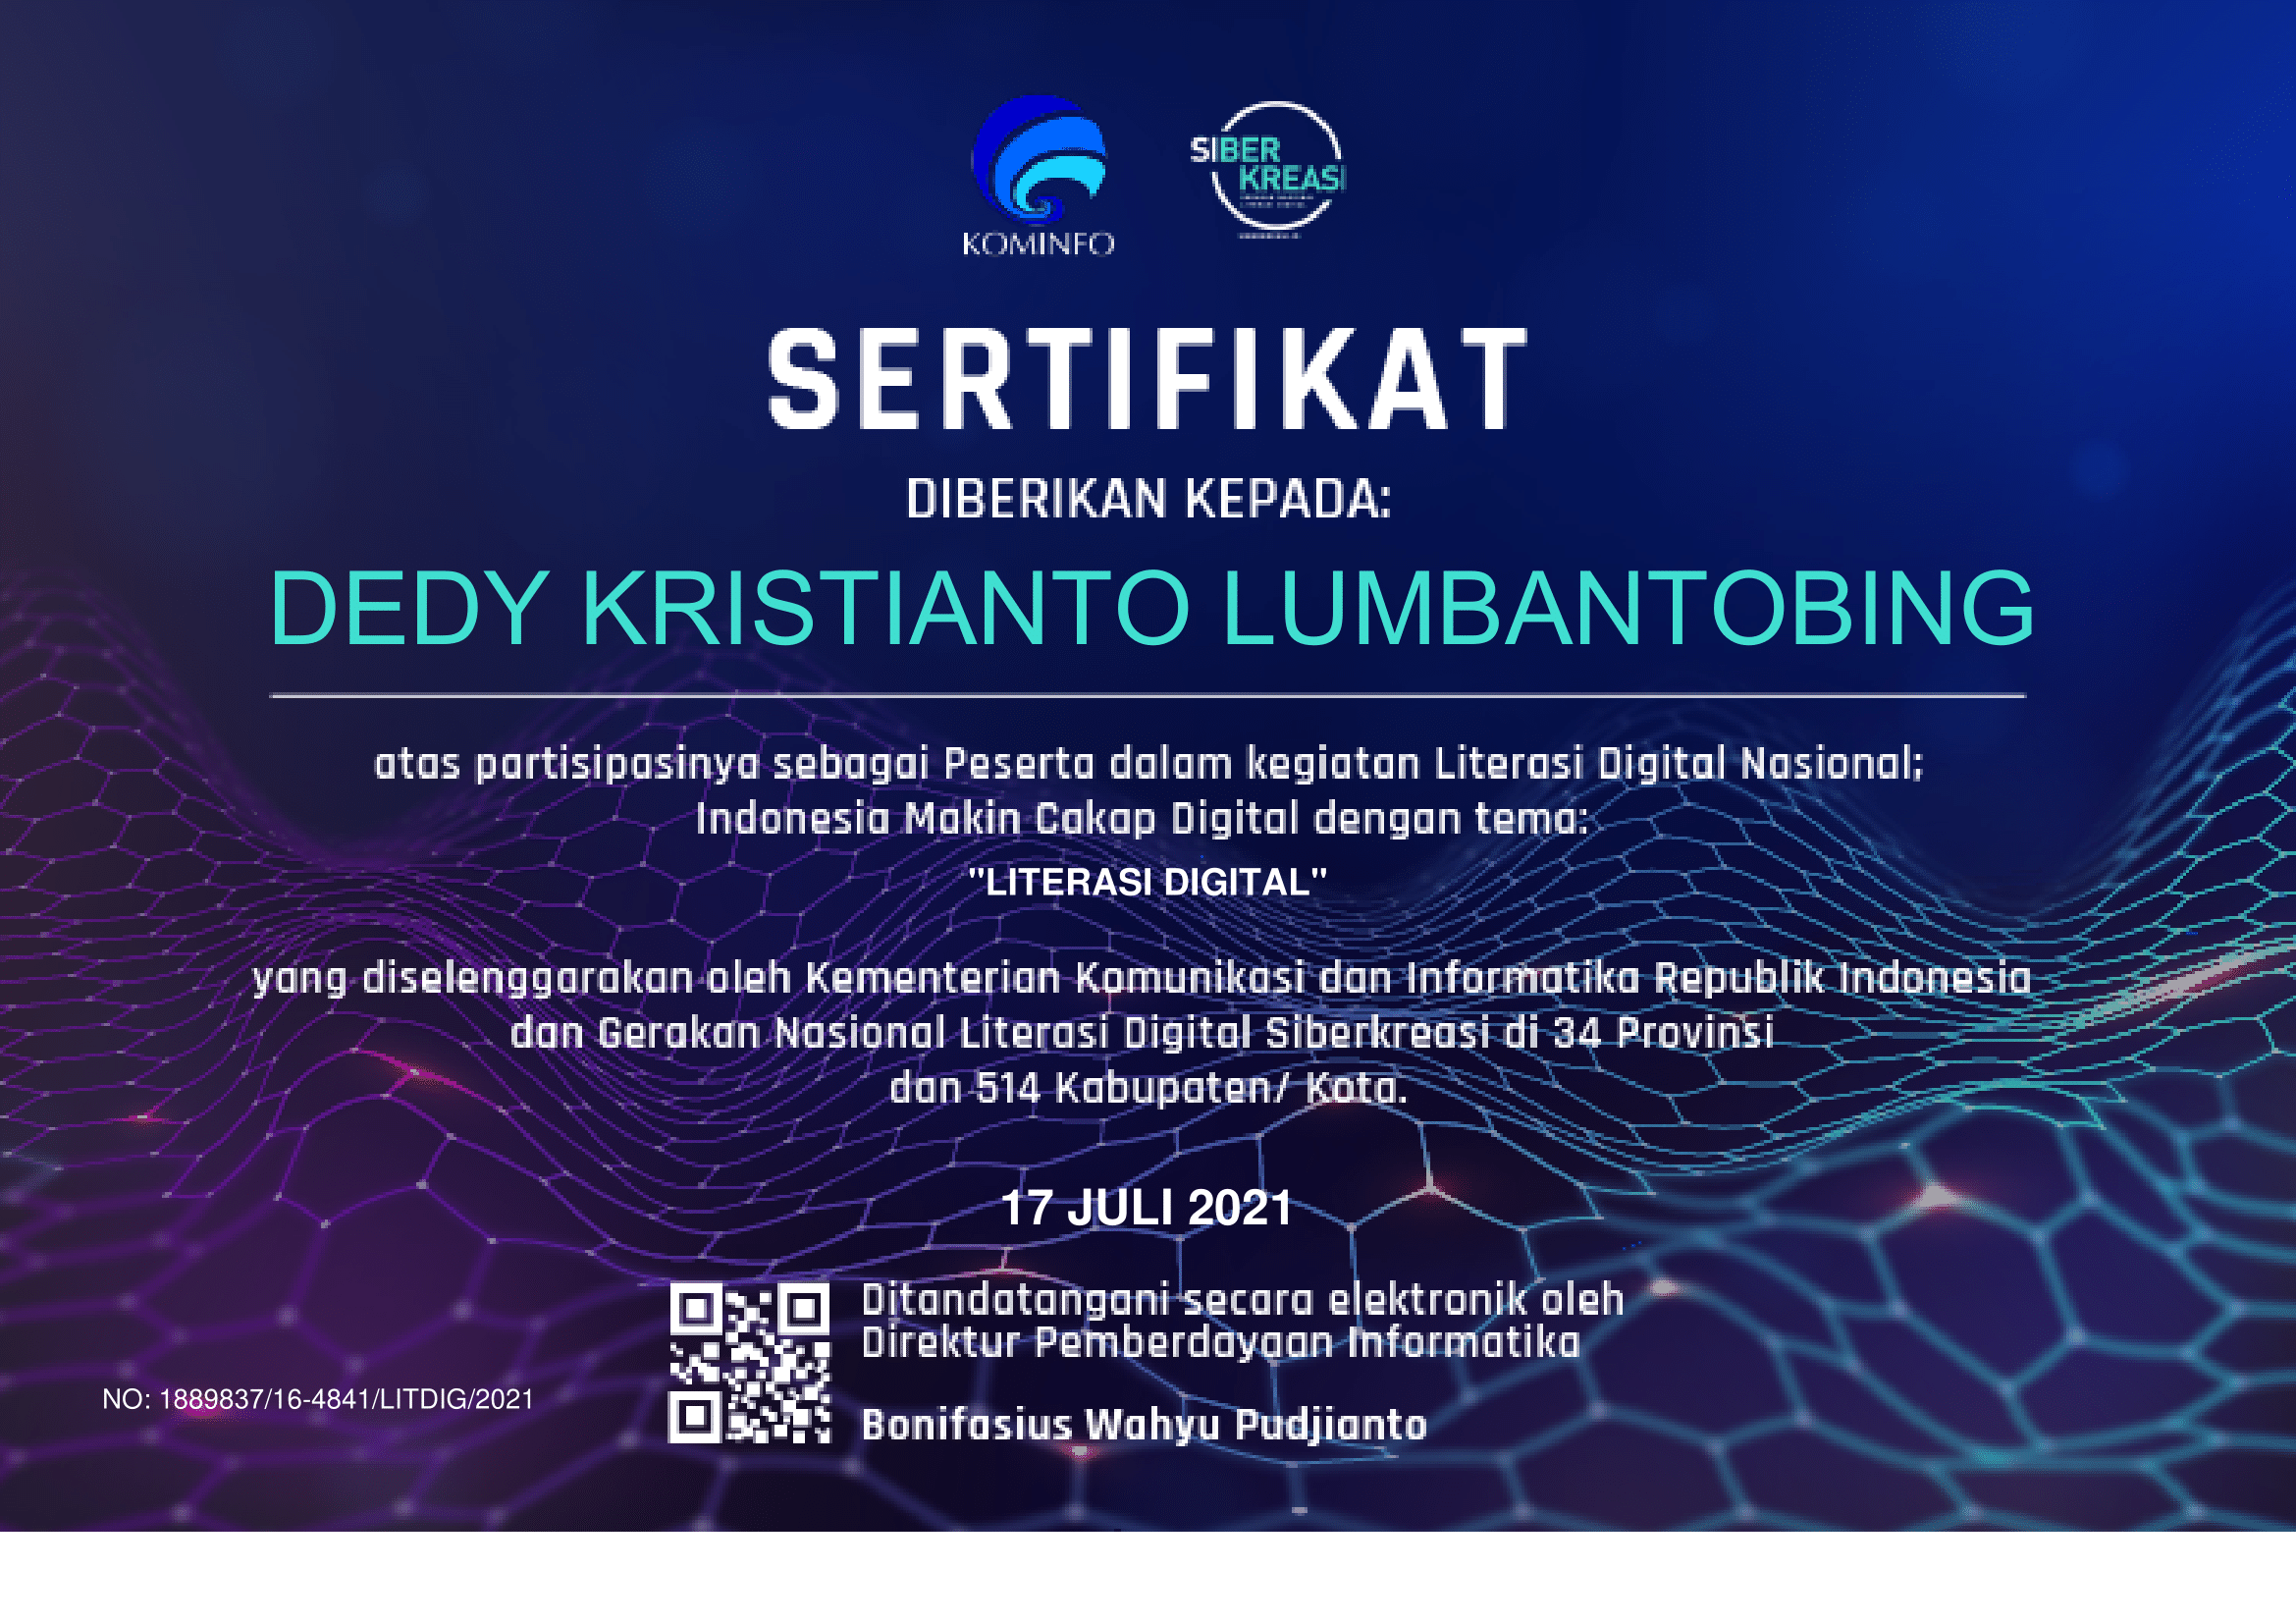 KOMINFO
SIBER
KREASI
SERTIFIKAT
DIBERIKAN KEPADA:
DEDY KRISTIANTO LUMBANTOBING
atas partisipasinya sebagai Peserta dalam kegiatan Literasi Digital Nasional;
Indonesia Makin Cakap Digital dengan tema:
"LITERASI DIGITAL"
yang diselenggarakan oleh Kementerian Komunikasi dan Informatika Republik Indonesia
dan Gerakan Nasional Literasi Digital Siberkreasi di 34 Provinsi
dan 514 Kabupaten/ Kota.
17 JULI 2021
Ditandatangani secara elektronik oleh
Direktur Pemberdayaan Informatika
Bonifasius Wahyu Pudjianto
NO: 1889837/16-4841/LITDIG/2021